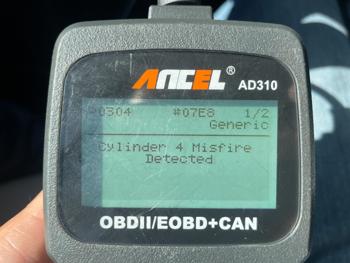 ANCEL®
AD310
P0304 #07E8 1/2
Generic
Cylinder 4 Misfire
Detected
OBDII/EOBD+CAN